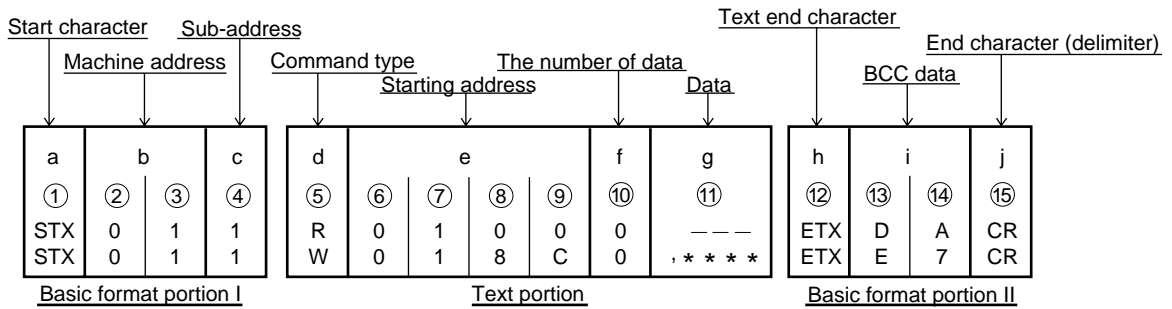 Start character Sub-address Text end character
Machine address Command type The number of data End character (delimiter)
Starting address Data BCC data
a b c d e f g h i j
① ② ③ ④ ⑤ ⑥ ⑦ ⑧ ⑨ ⑩ ⑪ ⑫ ⑬ ⑭ ⑮
STX 0 1 1 R 0 1 0 0 0 ––– ETX D A CR
STX 0 1 1 W 0 1 8 C 0 ,**** ETX E 7 CR
Basic format portion I Text portion Basic format portion II